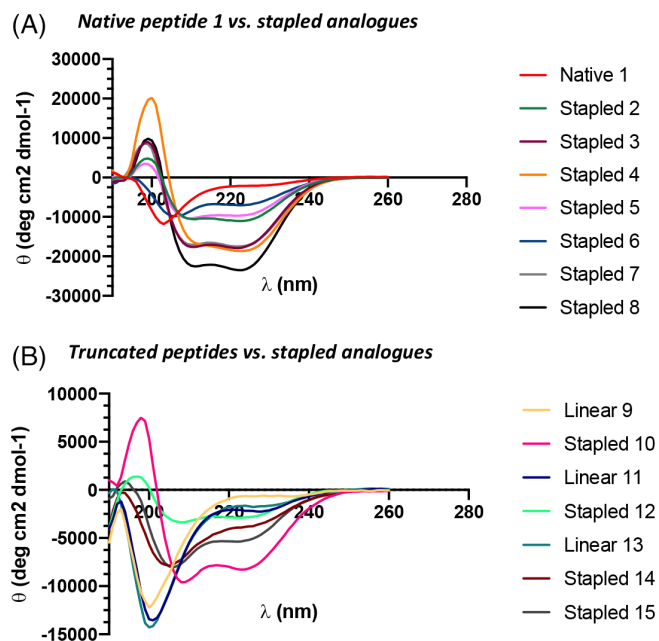 (A) Native peptide 1 vs. stapled analogues
30000
20000
10000
0
-10000
-20000
-30000
θ (deg cm2 dmol-1)
200
220
240
260
280
λ (nm)
Native 1
Stapled 2
Stapled 3
Stapled 4
Stapled 5
Stapled 6
Stapled 7
Stapled 8
(B) Truncated peptides vs. stapled analogues
10000
5000
0
-5000
-10000
-15000
θ (deg cm2 dmol-1)
200
220
240
260
280
λ (nm)
Linear 9
Stapled 10
Linear 11
Stapled 12
Linear 13
Stapled 14
Stapled 15